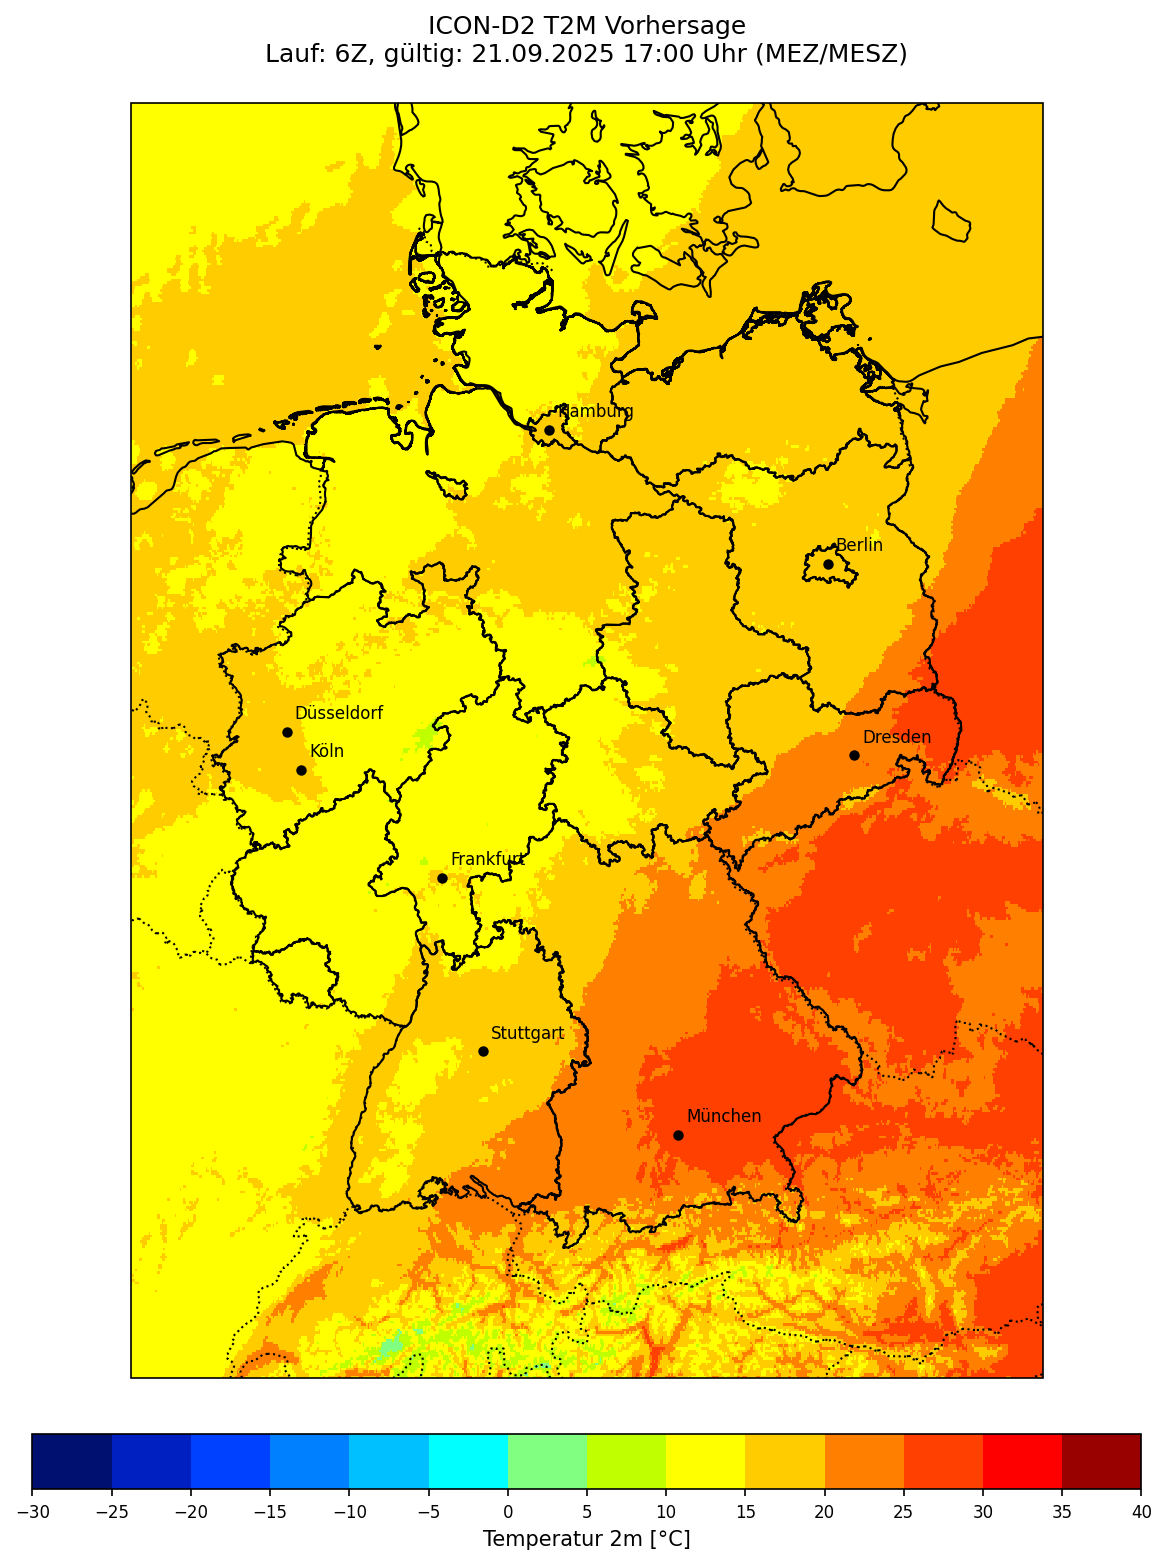 ICON-D2 T2M Vorhersage
Lauf: 6Z, gültig: 21.09.2025 17:00 Uhr (MEZ/MESZ)
Hamburg
Berlin
Düsseldorf
Dresden
Köln
Frankfurt
Stuttgart
München
−30 −25 −20 −15 −10 −5 0 5 10 15 20 25 30 35 40
Temperatur 2m [°C]